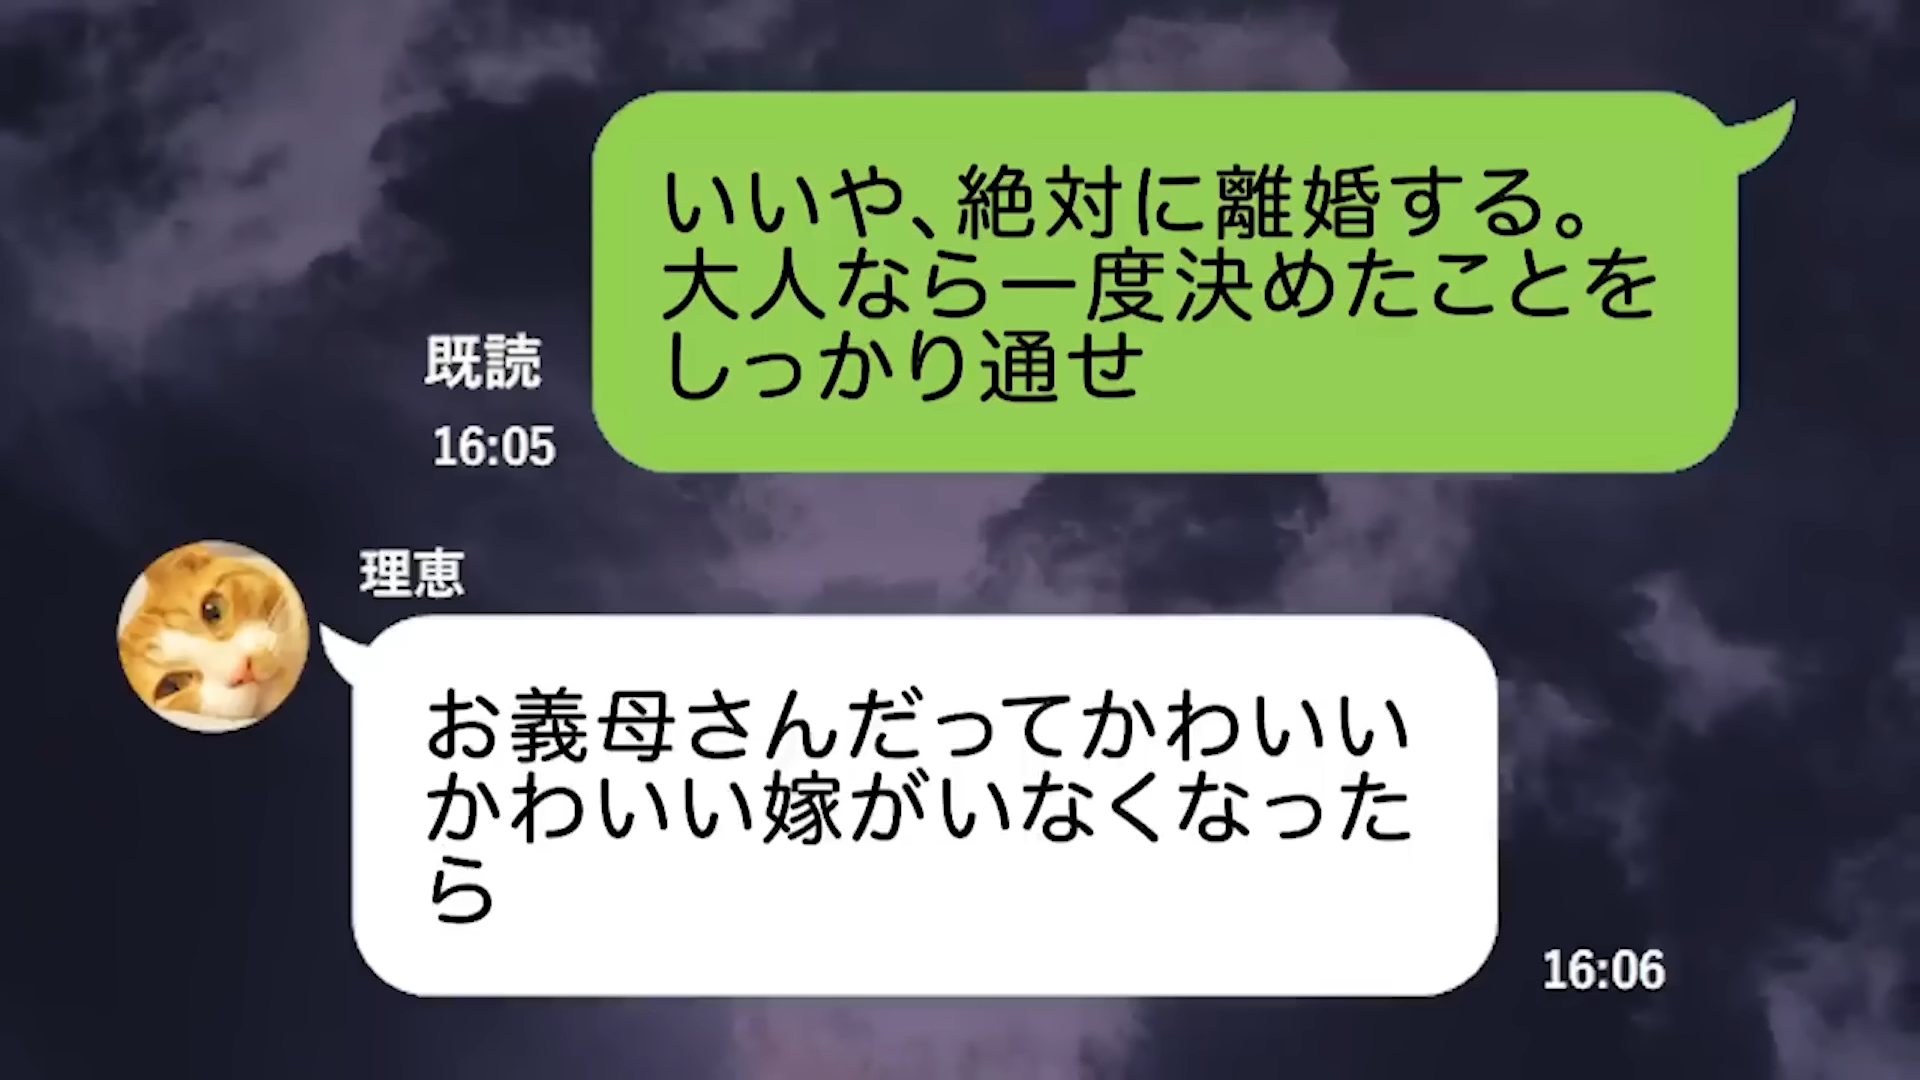 いいや、絶対に離婚する。
大人なら一度決めたことを
しっかり通せ
既読
16:05
理恵
お義母さんだってかわいい
かわいい嫁がいなくなった
ら
16:06